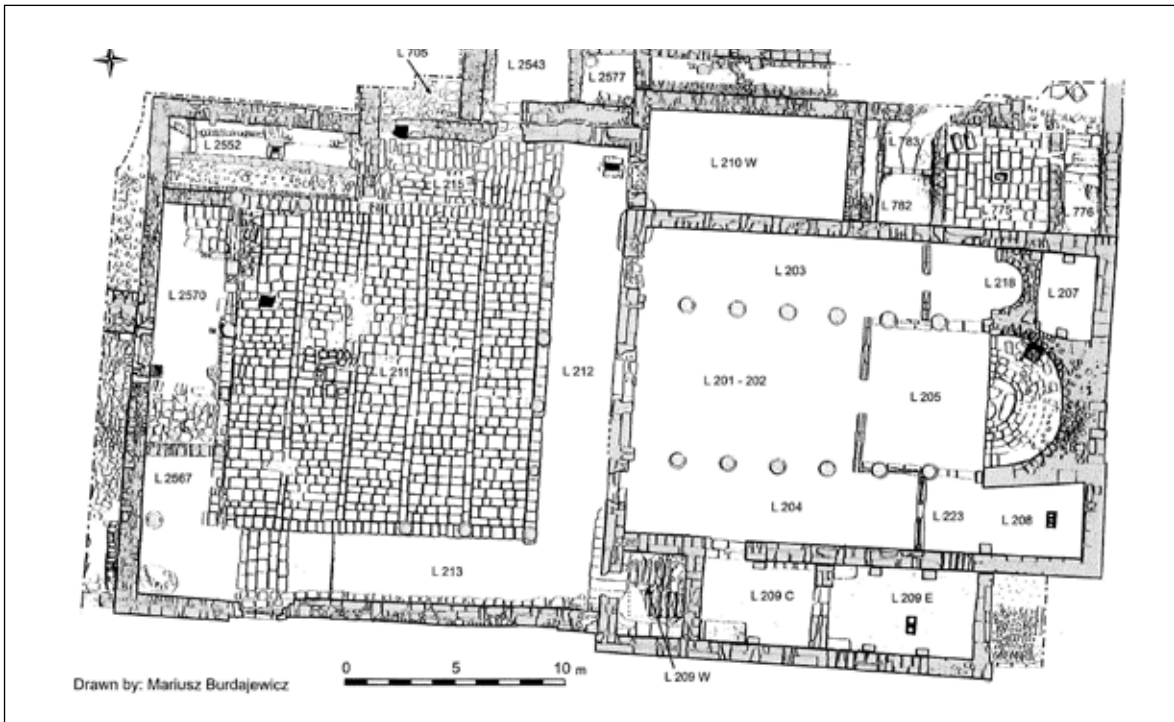 L 705
L 2543
L 2577
L 2552
L 215
L 210 W
L 783
L 782
L 775
L 776
L 203
L 218
L 207
L 2570
L 211
L 212
L 201 - 202
L 205
L 2567
L 204
L 223
L 208
L 213
L 209 C
L 209 E
L 209 W
0 5 10 m
Drawn by: Mariusz Burdajewicz